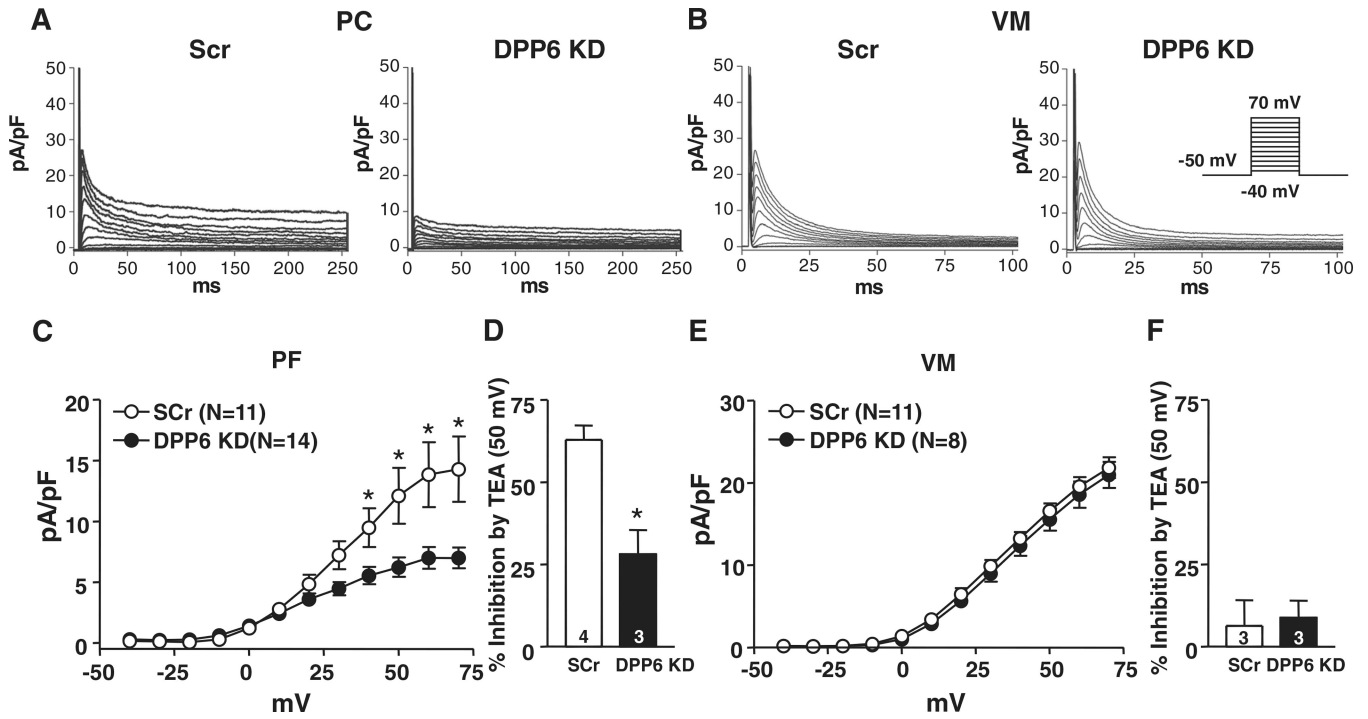 A
PC
Scr
DPP6 KD
pA/pF
50
40
30
20
10
0
0 50 100 150 200 250
ms
pA/pF
50
40
30
20
10
0
0 50 100 150 200 250
ms
B
VM
Scr
DPP6 KD
pA/pF
50
40
30
20
10
0
0 25 50 75 100
ms
pA/pF
50
40
30
20
10
0
0 25 50 75 100
ms
70 mV
-50 mV
-40 mV
C
PF
SCr (N=11)
DPP6 KD(N=14)
pA/pF
20
15
10
5
0
* * * *
-50 -25 0 25 50 75
mV
D
% Inhibition by TEA (50 mV)
75
50
25
0
*
4 3
SCr DPP6 KD
E
VM
SCr (N=11)
DPP6 KD (N=8)
pA/pF
30
20
10
0
-50 -25 0 25 50 75
mV
F
% Inhibition by TEA (50 mV)
75
50
25
0
3 3
SCr DPP6 KD